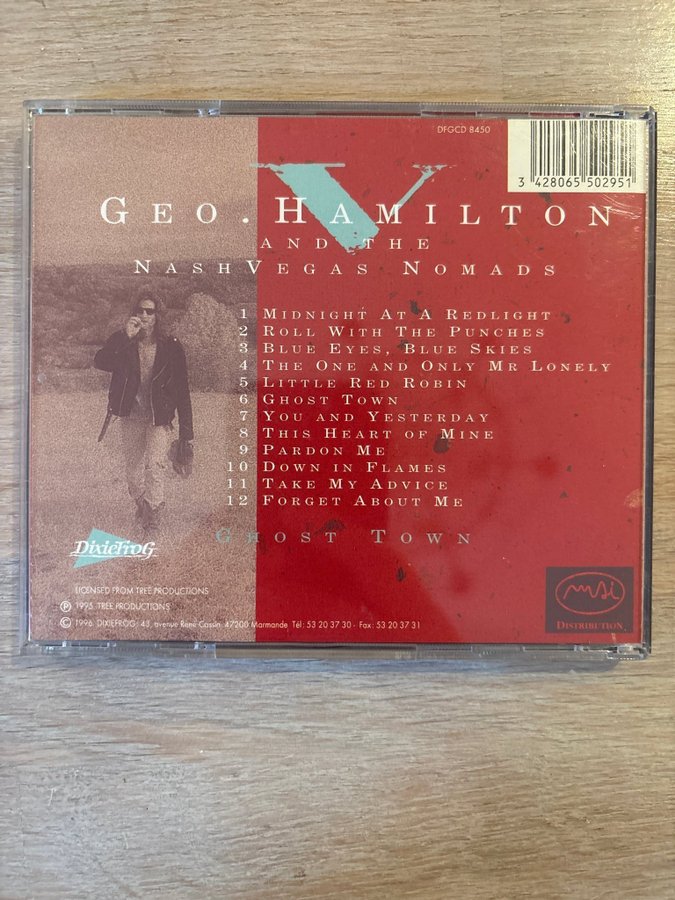 DFGCD 8450
3 428065 502951
V
GEO. HAMILTON
AND THE
NASHVEGAS NOMADS
1 MIDNIGHT AT A REDLIGHT
2 ROLL WITH THE PUNCHES
3 BLUE EYES, BLUE SKIES
4 THE ONE AND ONLY MR LONELY
5 LITTLE RED ROBIN
6 GHOST TOWN
7 YOU AND YESTERDAY
8 THIS HEART OF MINE
9 PARDON ME
10 DOWN IN FLAMES
11 TAKE MY ADVICE
12 FORGET ABOUT ME
GHOST TOWN
DixieFroG
LICENSED FROM TREE PRODUCTIONS
℗ 1995 TREE PRODUCTIONS
© 1996 DIXIEFROG: 43, avenue René Cassin, 47200 Marmande Tél: 53 20 37 30 - Fax: 53 20 37 31
msi
DISTRIBUTION